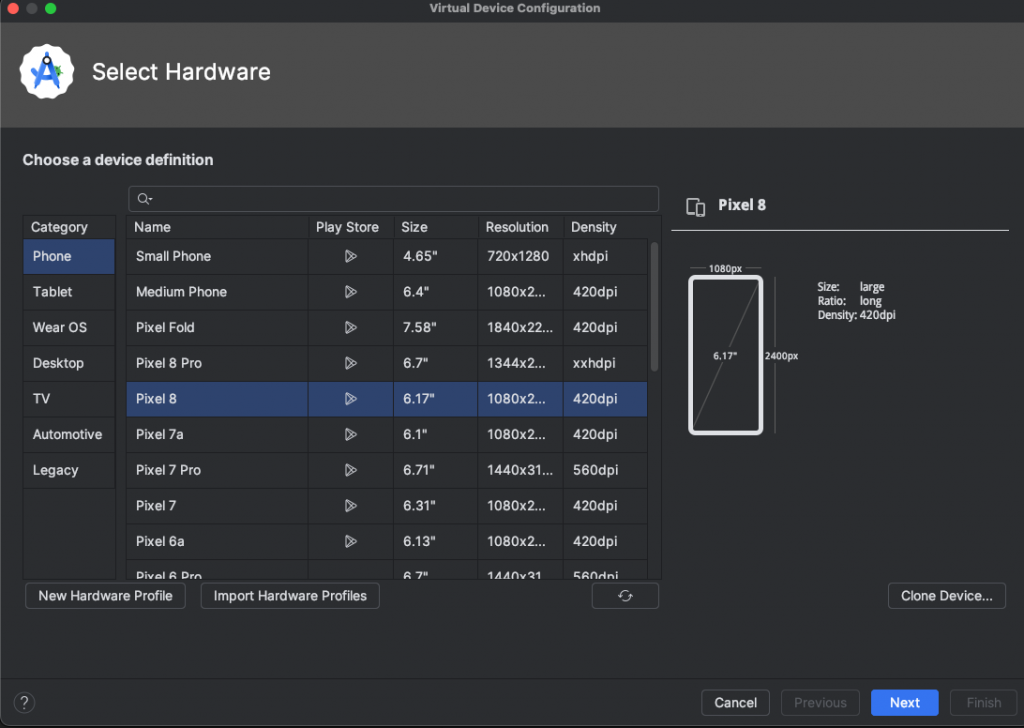 Virtual Device Configuration
Select Hardware
Choose a device definition
Category Name Play Store Size Resolution Density
Phone Small Phone 4.65" 720x1280 xhdpi
Tablet Medium Phone 6.4" 1080x2... 420dpi
Wear OS Pixel Fold 7.58" 1840x22... 420dpi
Desktop Pixel 8 Pro 6.7" 1344x2... xxhdpi
TV Pixel 8 6.17" 1080x2... 420dpi
Automotive Pixel 7a 6.1" 1080x2... 420dpi
Legacy Pixel 7 Pro 6.71" 1440x31... 560dpi
Pixel 7 6.31" 1080x2... 420dpi
Pixel 6a 6.13" 1080x2... 420dpi
Pixel 6 Pro 6.7" 1440x31 560dpi
Pixel 8
1080px
Size: large
Ratio: long
Density: 420dpi
6.17" 2400px
New Hardware Profile Import Hardware Profiles Clone Device...
? Cancel Previous Next Finish